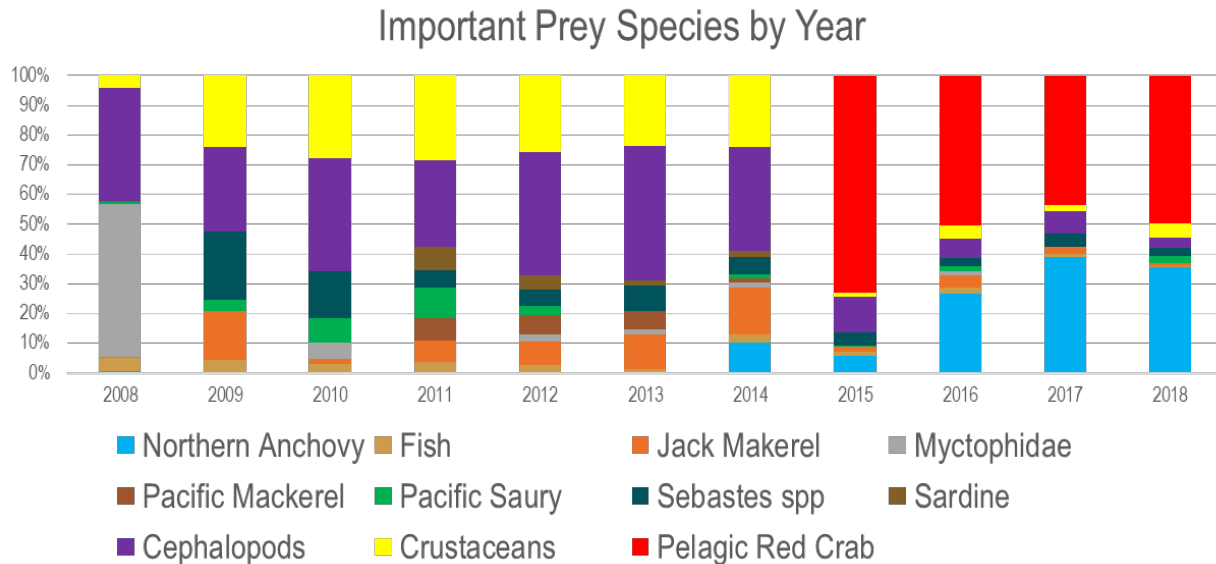 Important Prey Species by Year
100%
90%
80%
70%
60%
50%
40%
30%
20%
10%
0%
2008 2009 2010 2011 2012 2013 2014 2015 2016 2017 2018
Northern Anchovy Fish Jack Makerel Myctophidae
Pacific Mackerel Pacific Saury Sebastes spp Sardine
Cephalopods Crustaceans Pelagic Red Crab